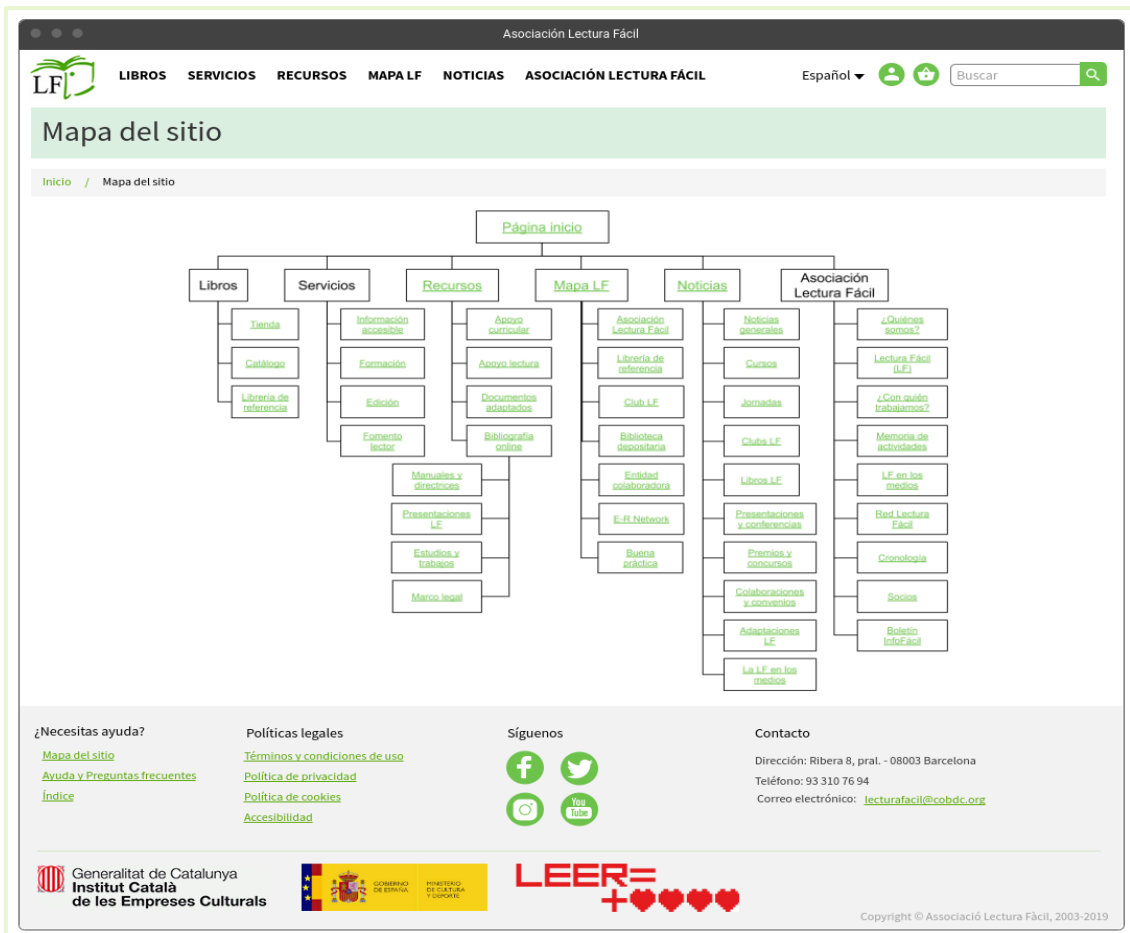 Asociación Lectura Fácil
LF
LIBROS SERVICIOS RECURSOS MAPA LF NOTICIAS ASOCIACIÓN LECTURA FÁCIL
Español
Buscar
Mapa del sitio
Inicio / Mapa del sitio
Página inicio
Libros
Tienda
Catálogo
Librería de
referencia
Servicios
Información
accesible
Formación
Edición
Fomento
lector
Recursos
Apoyo
curricular
Apoyo lectura
Documentos
adaptados
Bibliografía
online
Manuales y
directrices
Presentaciones
LF
Estudios y
trabajos
Marco legal
Mapa LF
Asociación
Lectura Fácil
Librería de
referencia
Club LF
Biblioteca
depositaria
Entidad
colaboradora
E-R Network
Buena
práctica
Noticias
Noticias
generales
Cursos
Jornadas
Clubs LF
Libros LF
Presentaciones
y conferencias
Premios y
concursos
Colaboraciones
y convenios
Adaptaciones
LF
La LF en los
medios
Asociación
Lectura Fácil
¿Quiénes
somos?
Lectura Fácil
(LF)
¿Con quién
trabajamos?
Memoria de
actividades
LF en los
medios
Red Lectura
Fácil
Cronología
Socios
Boletín
InfoFácil
¿Necesitas ayuda?
Mapa del sitio
Ayuda y Preguntas frecuentes
Índice
Políticas legales
Términos y condiciones de uso
Política de privacidad
Política de cookies
Accesibilidad
Síguenos
You
Tube
Contacto
Dirección: Ribera 8, pral. - 08003 Barcelona
Teléfono: 93 310 76 94
Correo electrónico: lecturafacil@cobdc.org
Generalitat de Catalunya
Institut Català
de les Empreses Culturals
GOBIERNO
DE ESPAÑA
MINISTERIO
DE CULTURA
Y DEPORTE
LEER=
+
Copyright © Associació Lectura Fàcil, 2003-2019